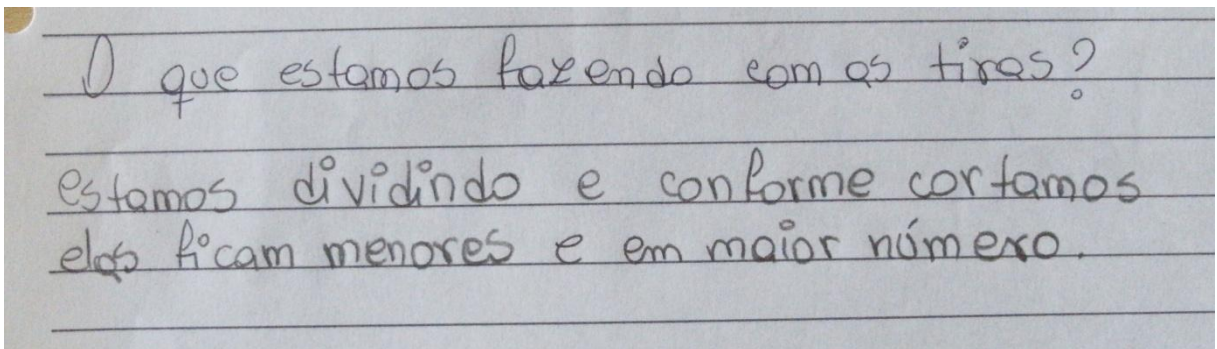 O que estamos fazendo com as tiras?
estamos dividindo e conforme cortamos
elas ficam menores e em maior número.